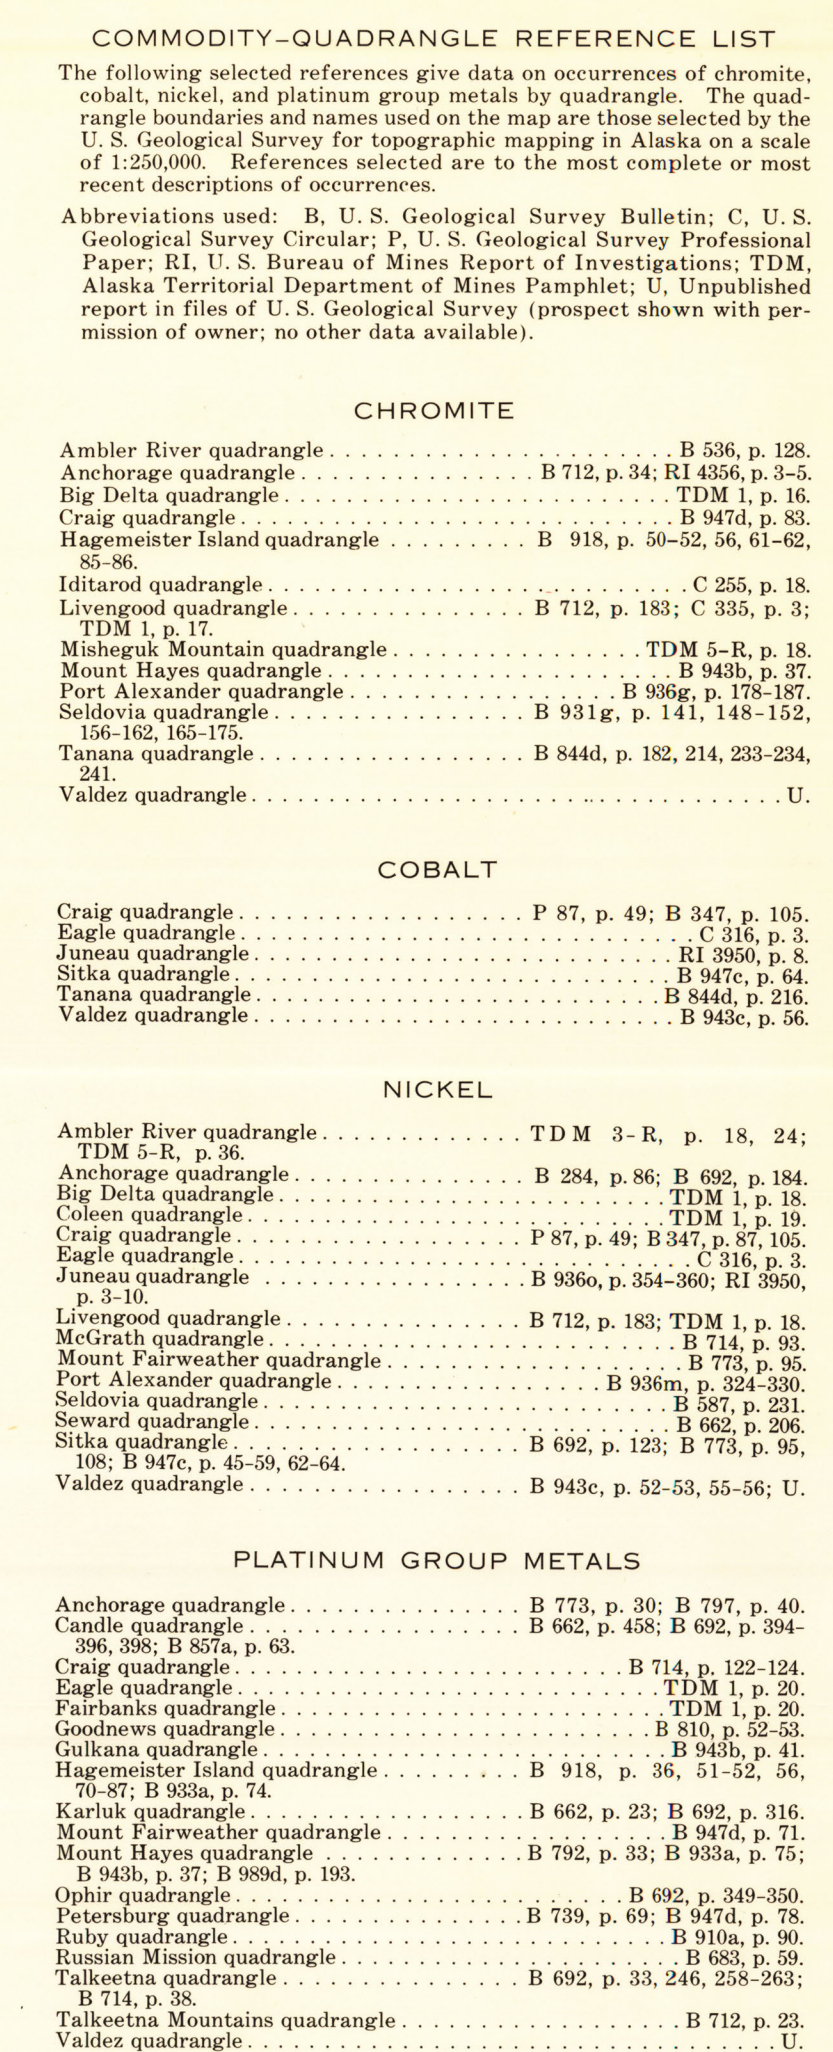 COMMODITY–QUADRANGLE REFERENCE LIST
The following selected references give data on occurrences of chromite,
cobalt, nickel, and platinum group metals by quadrangle. The quad-
rangle boundaries and names used on the map are those selected by the
U. S. Geological Survey for topographic mapping in Alaska on a scale
of 1:250,000. References selected are to the most complete or most
recent descriptions of occurrences.
Abbreviations used: B, U. S. Geological Survey Bulletin; C, U. S.
Geological Survey Circular; P, U. S. Geological Survey Professional
Paper; RI, U. S. Bureau of Mines Report of Investigations; TDM,
Alaska Territorial Department of Mines Pamphlet; U, Unpublished
report in files of U. S. Geological Survey (prospect shown with per-
mission of owner; no other data available).
CHROMITE
Ambler River quadrangle . . . . . . . . . . . . . . . . . . . . . . B 536, p. 128.
Anchorage quadrangle . . . . . . . . . . . . . . . B 712, p. 34; RI 4356, p. 3–5.
Big Delta quadrangle . . . . . . . . . . . . . . . . . . . . . . . . TDM 1, p. 16.
Craig quadrangle . . . . . . . . . . . . . . . . . . . . . . . . . . . B 947d, p. 83.
Hagemeister Island quadrangle . . . . . . . . . B 918, p. 50–52, 56, 61–62,
85–86.
Iditarod quadrangle . . . . . . . . . . . . . . . . . . . . . . . . . . C 255, p. 18.
Livengood quadrangle . . . . . . . . . . . . . . . B 712, p. 183; C 335, p. 3;
TDM 1, p. 17.
Misheguk Mountain quadrangle . . . . . . . . . . . . . . . . TDM 5–R, p. 18.
Mount Hayes quadrangle . . . . . . . . . . . . . . . . . . . . . . B 943b, p. 37.
Port Alexander quadrangle . . . . . . . . . . . . . . . . . B 936g, p. 178–187.
Seldovia quadrangle . . . . . . . . . . . . . . . . B 931g, p. 141, 148–152,
156–162, 165–175.
Tanana quadrangle . . . . . . . . . . . . . . . . . B 844d, p. 182, 214, 233–234,
241.
Valdez quadrangle . . . . . . . . . . . . . . . . . . . . . . . . . . . . . . . . . U.
COBALT
Craig quadrangle . . . . . . . . . . . . . . . . . . P 87, p. 49; B 347, p. 105.
Eagle quadrangle . . . . . . . . . . . . . . . . . . . . . . . . . . . . . C 316, p. 3.
Juneau quadrangle . . . . . . . . . . . . . . . . . . . . . . . . . . . RI 3950, p. 8.
Sitka quadrangle . . . . . . . . . . . . . . . . . . . . . . . . . . . . B 947c, p. 64.
Tanana quadrangle . . . . . . . . . . . . . . . . . . . . . . . . . . B 844d, p. 216.
Valdez quadrangle . . . . . . . . . . . . . . . . . . . . . . . . . . . B 943c, p. 56.
NICKEL
Ambler River quadrangle . . . . . . . . . . . . . TDM 3–R, p. 18, 24;
TDM 5–R, p. 36.
Anchorage quadrangle . . . . . . . . . . . . . . . B 284, p. 86; B 692, p. 184.
Big Delta quadrangle . . . . . . . . . . . . . . . . . . . . . . . . . TDM 1, p. 18.
Coleen quadrangle . . . . . . . . . . . . . . . . . . . . . . . . . . . TDM 1, p. 19.
Craig quadrangle . . . . . . . . . . . . . . . . . . P 87, p. 49; B 347, p. 87, 105.
Eagle quadrangle . . . . . . . . . . . . . . . . . . . . . . . . . . . . . C 316, p. 3.
Juneau quadrangle . . . . . . . . . . . . . . . . . B 936o, p. 354–360; RI 3950,
p. 3–10.
Livengood quadrangle . . . . . . . . . . . . . . . B 712, p. 183; TDM 1, p. 18.
McGrath quadrangle . . . . . . . . . . . . . . . . . . . . . . . . . . B 714, p. 93.
Mount Fairweather quadrangle . . . . . . . . . . . . . . . . . . . B 773, p. 95.
Port Alexander quadrangle . . . . . . . . . . . . . . . . . B 936m, p. 324–330.
Seldovia quadrangle . . . . . . . . . . . . . . . . . . . . . . . . . . B 587, p. 231.
Seward quadrangle . . . . . . . . . . . . . . . . . . . . . . . . . . . B 662, p. 206.
Sitka quadrangle . . . . . . . . . . . . . . . . . . . B 692, p. 123; B 773, p. 95,
108; B 947c, p. 45–59, 62–64.
Valdez quadrangle . . . . . . . . . . . . . . . . . B 943c, p. 52–53, 55–56; U.
PLATINUM GROUP METALS
Anchorage quadrangle . . . . . . . . . . . . . . . B 773, p. 30; B 797, p. 40.
Candle quadrangle . . . . . . . . . . . . . . . . . B 662, p. 458; B 692, p. 394–
396, 398; B 857a, p. 63.
Craig quadrangle . . . . . . . . . . . . . . . . . . . . . . . . . B 714, p. 122–124.
Eagle quadrangle . . . . . . . . . . . . . . . . . . . . . . . . . . . TDM 1, p. 20.
Fairbanks quadrangle . . . . . . . . . . . . . . . . . . . . . . . . . TDM 1, p. 20.
Goodnews quadrangle . . . . . . . . . . . . . . . . . . . . . . . . B 810, p. 52–53.
Gulkana quadrangle . . . . . . . . . . . . . . . . . . . . . . . . . . B 943b, p. 41.
Hagemeister Island quadrangle . . . . . . . . . B 918, p. 36, 51–52, 56,
70–87; B 933a, p. 74.
Karluk quadrangle . . . . . . . . . . . . . . . . . . B 662, p. 23; B 692, p. 316.
Mount Fairweather quadrangle . . . . . . . . . . . . . . . . . . B 947d, p. 71.
Mount Hayes quadrangle . . . . . . . . . . . . . B 792, p. 33; B 933a, p. 75;
B 943b, p. 37; B 989d, p. 193.
Ophir quadrangle . . . . . . . . . . . . . . . . . . . . . . . . . B 692, p. 349–350.
Petersburg quadrangle . . . . . . . . . . . . . . . B 739, p. 69; B 947d, p. 78.
Ruby quadrangle . . . . . . . . . . . . . . . . . . . . . . . . . . . . B 910a, p. 90.
Russian Mission quadrangle . . . . . . . . . . . . . . . . . . . . . . B 683, p. 59.
Talkeetna quadrangle . . . . . . . . . . . . . . . B 692, p. 33, 246, 258–263;
B 714, p. 38.
Talkeetna Mountains quadrangle . . . . . . . . . . . . . . . . . . B 712, p. 23.
Valdez quadrangle . . . . . . . . . . . . . . . . . . . . . . . . . . . . . . . . . U.